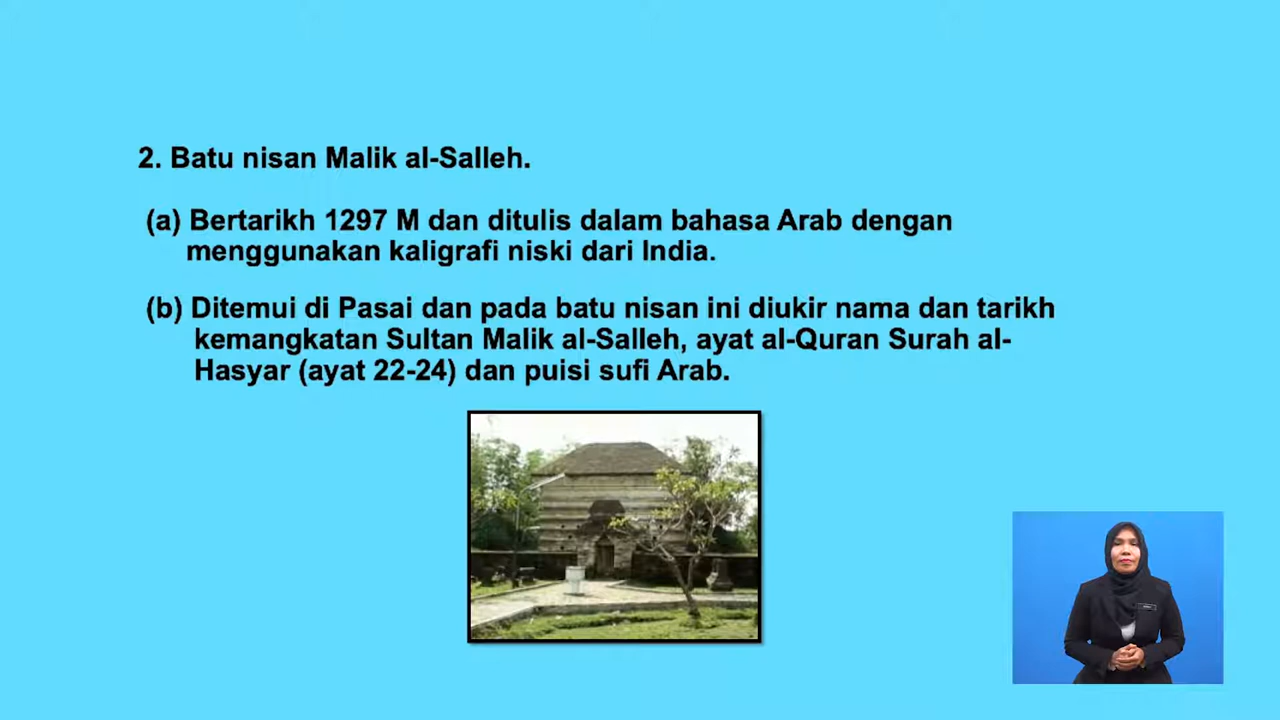 2. Batu nisan Malik al-Salleh.
(a) Bertarikh 1297 M dan ditulis dalam bahasa Arab dengan
menggunakan kaligrafi niski dari India.
(b) Ditemui di Pasai dan pada batu nisan ini diukir nama dan tarikh
kemangkatan Sultan Malik al-Salleh, ayat al-Quran Surah al-
Hasyar (ayat 22-24) dan puisi sufi Arab.